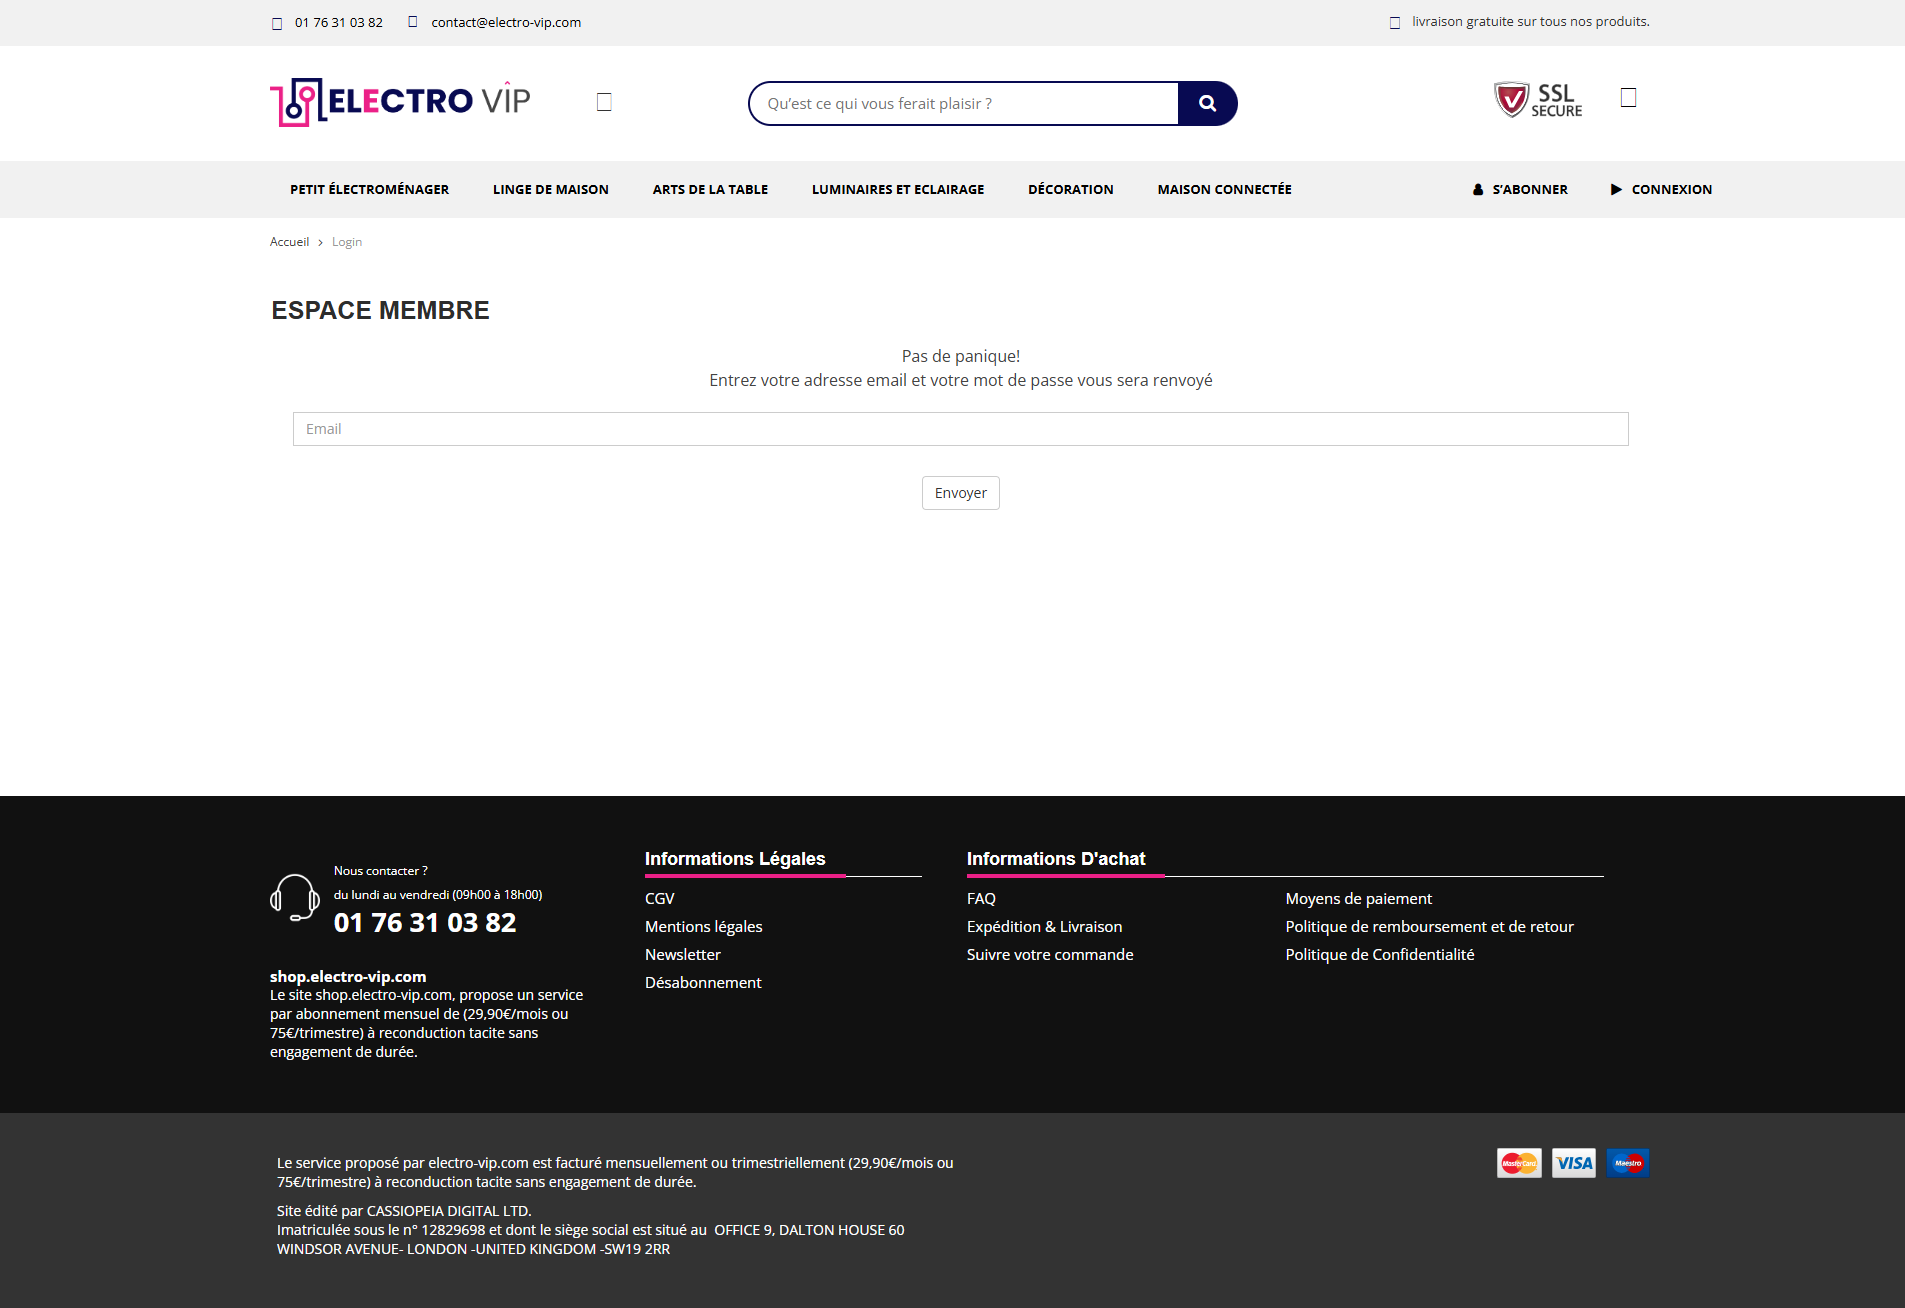 01 76 31 03 82
contact@electro-vip.com
livraison gratuite sur tous nos produits.
ELECTRO VIP
Qu'est ce qui vous ferait plaisir ?
SSL
SECURE
PETIT ÉLECTROMÉNAGER
LINGE DE MAISON
ARTS DE LA TABLE
LUMINAIRES ET ECLAIRAGE
DÉCORATION
MAISON CONNECTÉE
S'ABONNER
CONNEXION
Accueil > Login
ESPACE MEMBRE
Pas de panique!
Entrez votre adresse email et votre mot de passe vous sera renvoyé
Email
Envoyer
Nous contacter ?
du lundi au vendredi (09h00 à 18h00)
01 76 31 03 82
shop.electro-vip.com
Le site shop.electro-vip.com, propose un service
par abonnement mensuel de (29,90€/mois ou
75€/trimestre) à reconduction tacite sans
engagement de durée.
Informations Légales
CGV
Mentions légales
Newsletter
Désabonnement
Informations D'achat
FAQ
Expédition & Livraison
Suivre votre commande
Moyens de paiement
Politique de remboursement et de retour
Politique de Confidentialité
Le service proposé par electro-vip.com est facturé mensuellement ou trimestriellement (29,90€/mois ou
75€/trimestre) à reconduction tacite sans engagement de durée.
Site édité par CASSIOPEIA DIGITAL LTD.
Imatriculée sous le n° 12829698 et dont le siège social est situé au  OFFICE 9, DALTON HOUSE 60
WINDSOR AVENUE- LONDON -UNITED KINGDOM -SW19 2RR
MasterCard
VISA
Maestro